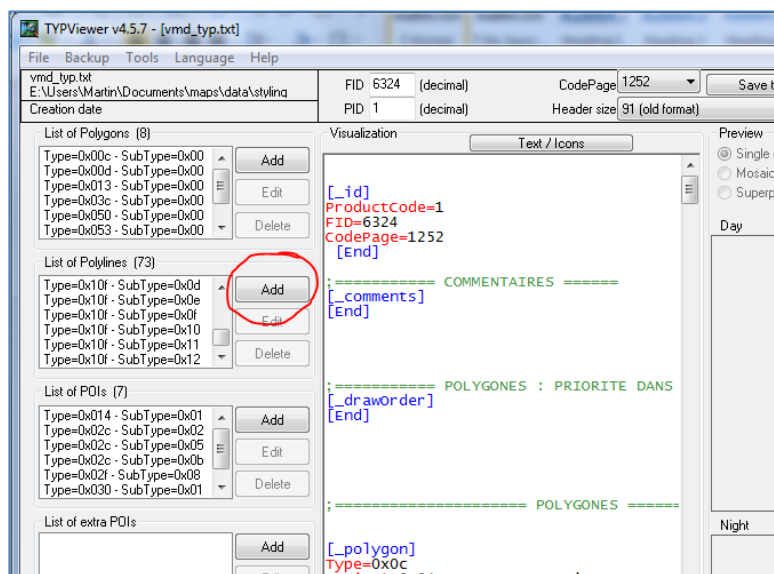 TYPViewer v4.5.7 - [vmd_typ.txt]
File Backup Tools Language Help
vmd_typ.txt
E:\Users\Martin\Documents\maps\data\styling
Creation date
FID 6324 (decimal)
PID 1 (decimal)
CodePage 1252
Header size 91 (old format)
Save t
List of Polygons (8)
Type=0x00c - SubType=0x00
Type=0x00d - SubType=0x00
Type=0x013 - SubType=0x00
Type=0x03c - SubType=0x00
Type=0x050 - SubType=0x00
Type=0x053 - SubType=0x00
Add
Edit
Delete
List of Polylines (73)
Type=0x10f - SubType=0x0d
Type=0x10f - SubType=0x0e
Type=0x10f - SubType=0x0f
Type=0x10f - SubType=0x10
Type=0x10f - SubType=0x11
Type=0x10f - SubType=0x12
Add
Edit
Delete
List of POIs (7)
Type=0x014 - SubType=0x01
Type=0x02c - SubType=0x02
Type=0x02c - SubType=0x05
Type=0x02c - SubType=0x0b
Type=0x02f - SubType=0x08
Type=0x030 - SubType=0x01
Add
Edit
Delete
List of extra POIs
Add
Visualization
Text / Icons
[_id]
ProductCode=1
FID=6324
CodePage=1252
[End]
;=========== COMMENTAIRES ======
[_comments]
[End]
;=========== POLYGONES : PRIORITE DANS
[_drawOrder]
[End]
;===================== POLYGONES ======
[_polygon]
Type=0x0c
Preview
Single
Mosaic
Superp
Day
Night